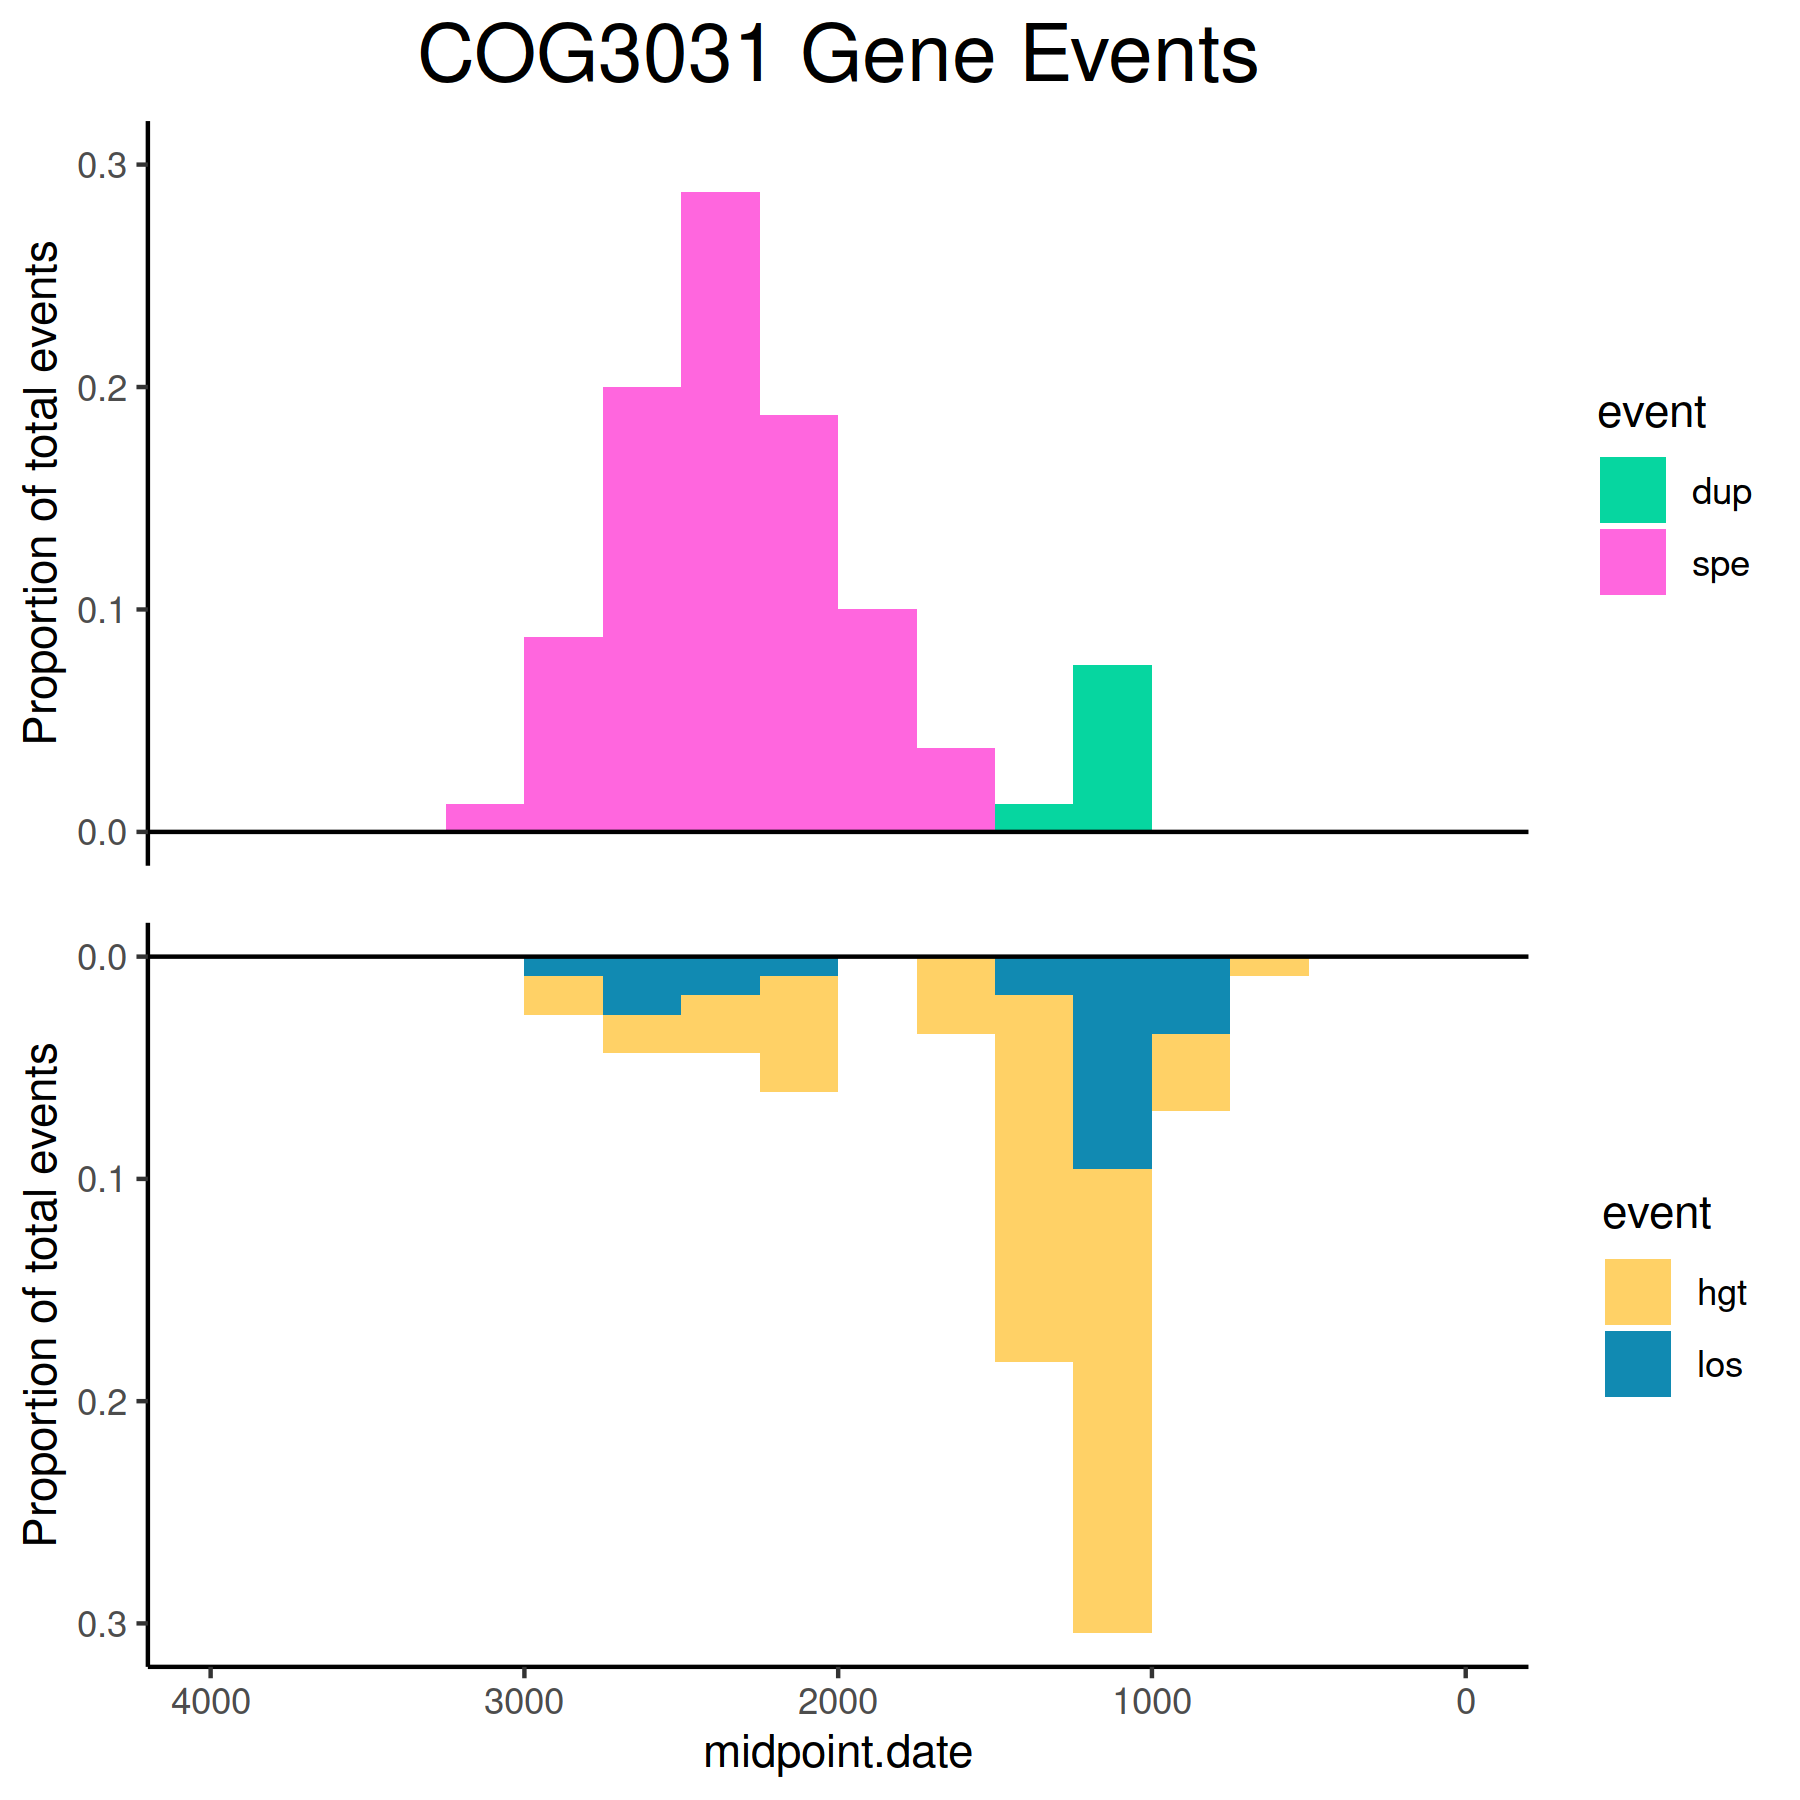 COG3031 Gene Events
Proportion of total events
0.3
0.2
0.1
0.0
event
dup
spe
Proportion of total events
0.0
0.1
0.2
0.3
event
hgt
los
4000 3000 2000 1000 0
midpoint.date